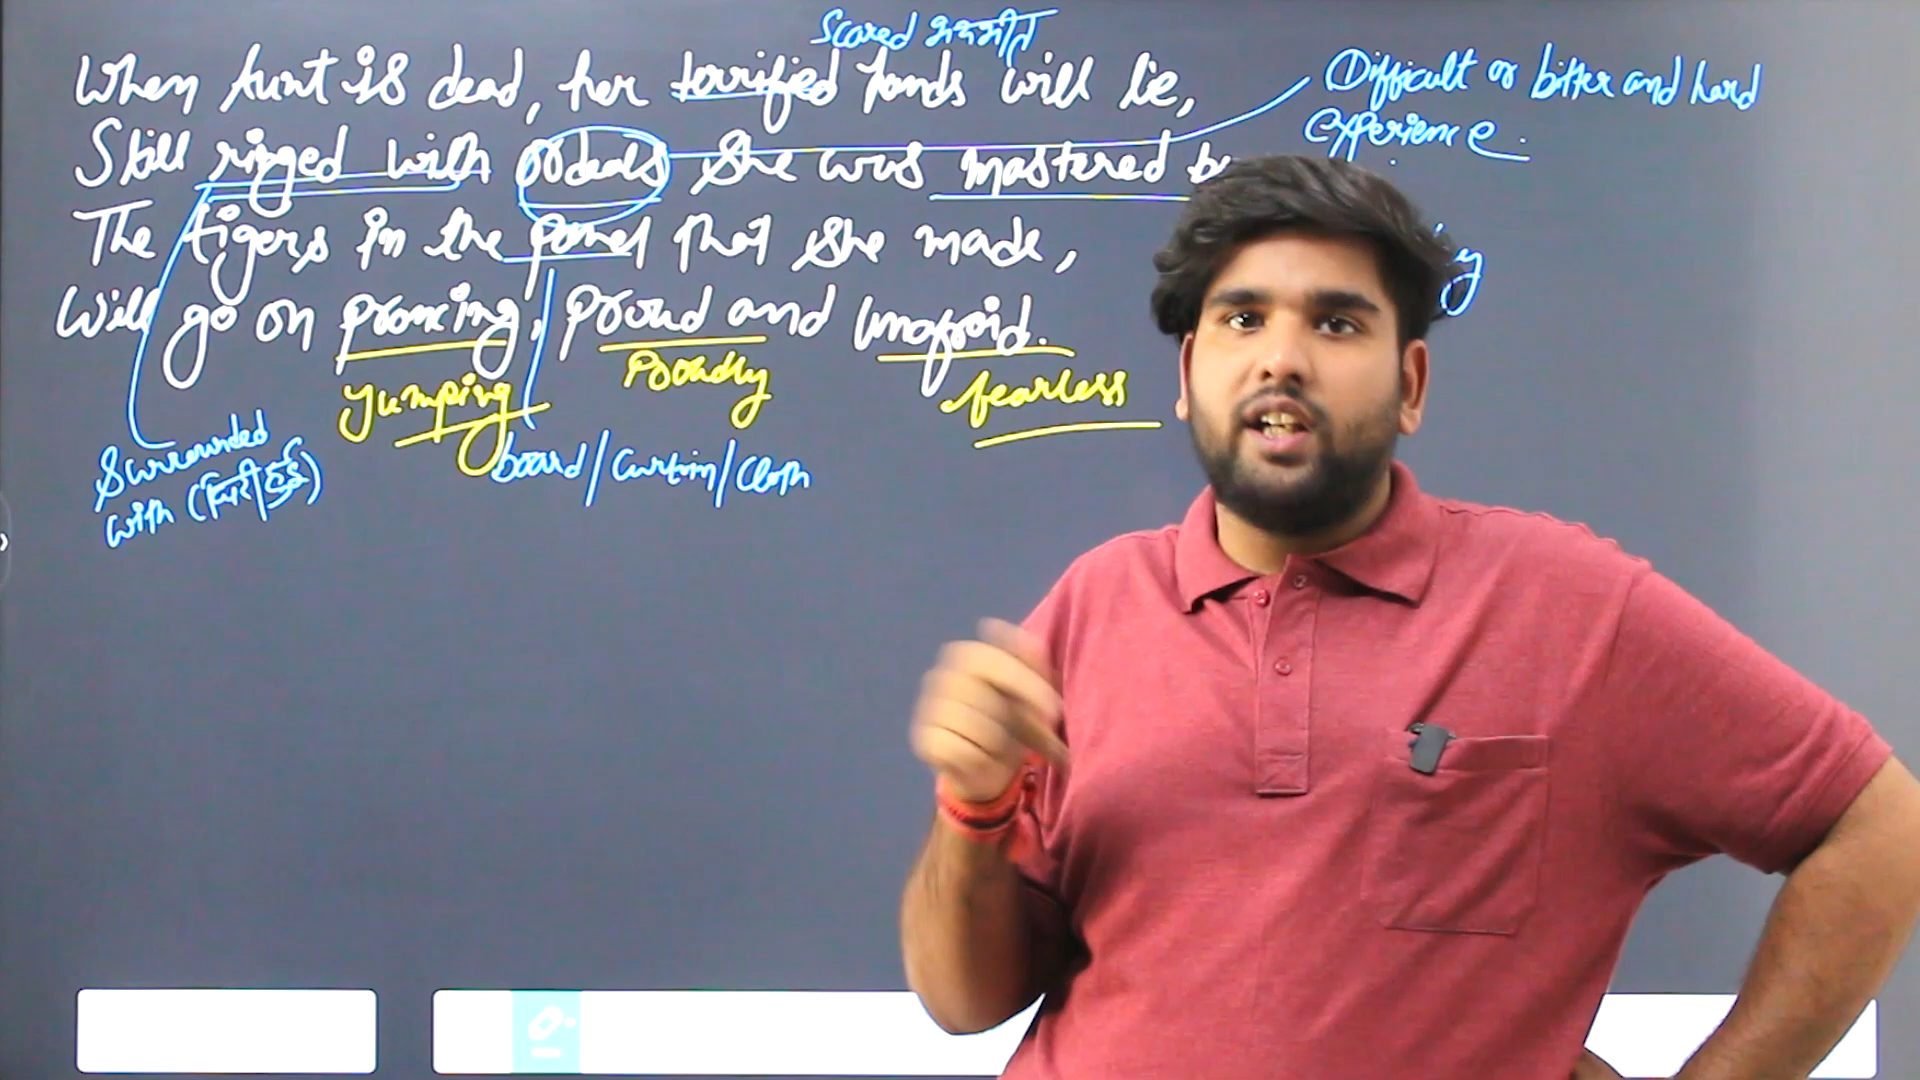 Scared भयभीत
When Aunt is dead, her terrified hands will lie,
Still ringed with ordeals she was mastered b
The tigers in the panel that she made,
Will go on prancing, proud and unafraid.
Difficult or bitter and hard
experience.
y
Jumping
Proudly
fearless
Surrounded
with (घिरी हुई)
board/Curtain/Cloth